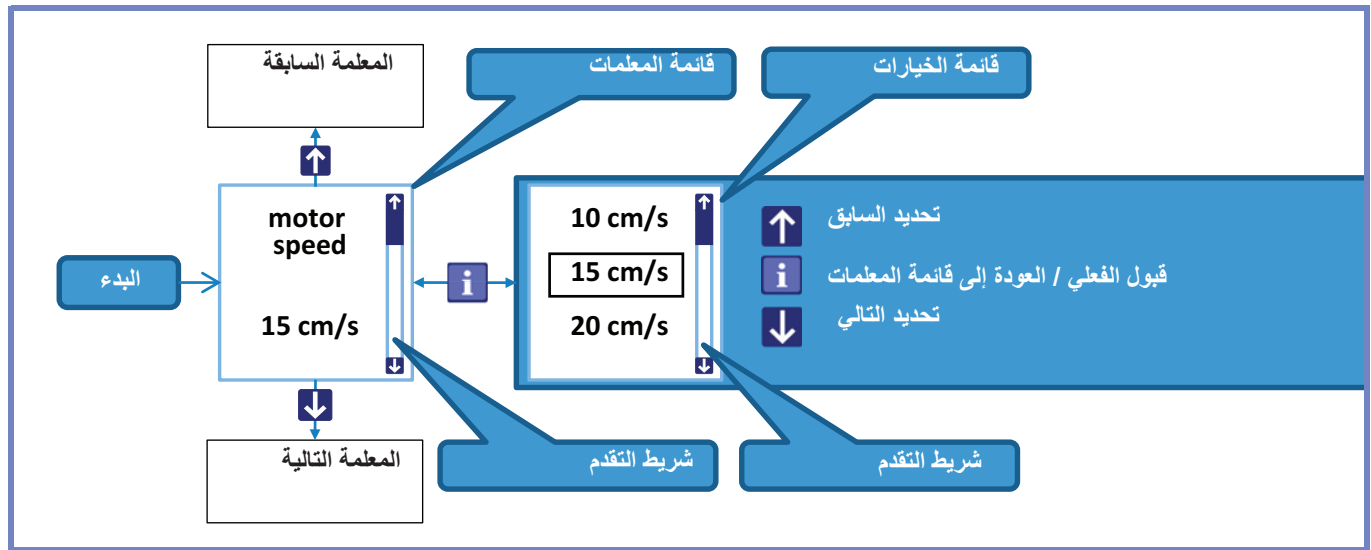 المعلمة السابقة
قائمة المعلمات
قائمة الخيارات
motor
speed
15 cm/s
البدء
10 cm/s
15 cm/s
20 cm/s
تحديد السابق
قبول الفعلي / العودة إلى قائمة المعلمات
تحديد التالي
المعلمة التالية
شريط التقدم
شريط التقدم